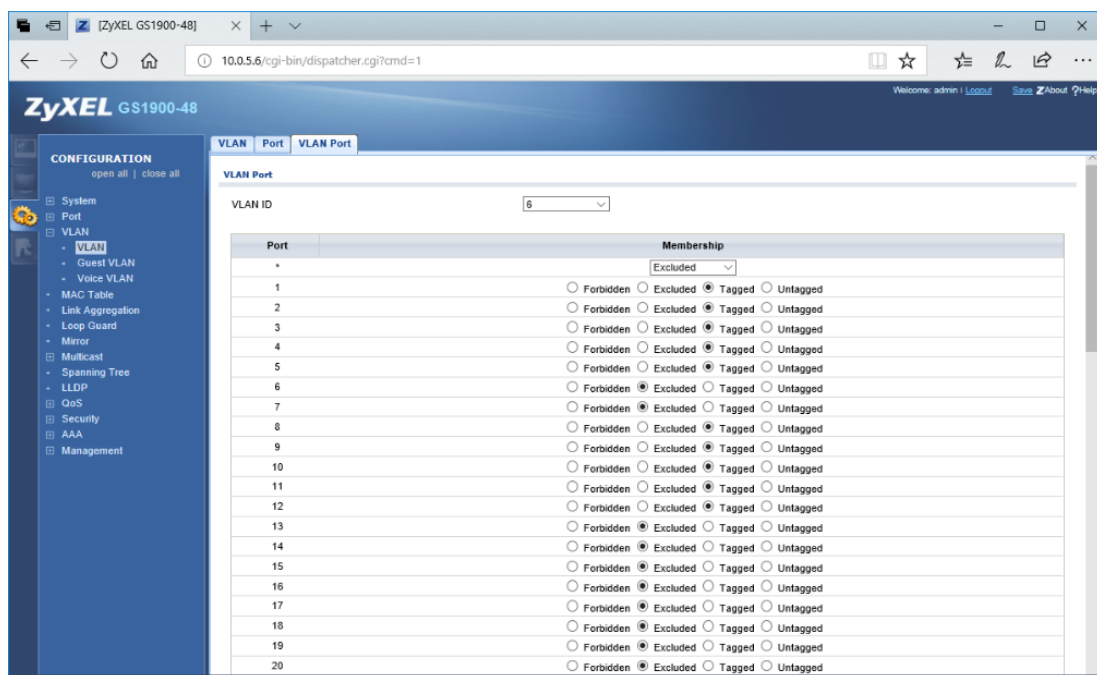 [ZyXEL GS1900-48]
10.0.5.6/cgi-bin/dispatcher.cgi?cmd=1
ZyXEL GS1900-48
Welcome: admin | Logout Save ZAbout ?Help
CONFIGURATION
open all | close all
System
Port
VLAN
VLAN
Guest VLAN
Voice VLAN
MAC Table
Link Aggregation
Loop Guard
Mirror
Multicast
Spanning Tree
LLDP
QoS
Security
AAA
Management
VLAN Port VLAN Port
VLAN Port
VLAN ID 6
Port Membership
* Excluded
1 Forbidden Excluded Tagged Untagged
2 Forbidden Excluded Tagged Untagged
3 Forbidden Excluded Tagged Untagged
4 Forbidden Excluded Tagged Untagged
5 Forbidden Excluded Tagged Untagged
6 Forbidden Excluded Tagged Untagged
7 Forbidden Excluded Tagged Untagged
8 Forbidden Excluded Tagged Untagged
9 Forbidden Excluded Tagged Untagged
10 Forbidden Excluded Tagged Untagged
11 Forbidden Excluded Tagged Untagged
12 Forbidden Excluded Tagged Untagged
13 Forbidden Excluded Tagged Untagged
14 Forbidden Excluded Tagged Untagged
15 Forbidden Excluded Tagged Untagged
16 Forbidden Excluded Tagged Untagged
17 Forbidden Excluded Tagged Untagged
18 Forbidden Excluded Tagged Untagged
19 Forbidden Excluded Tagged Untagged
20 Forbidden Excluded Tagged Untagged